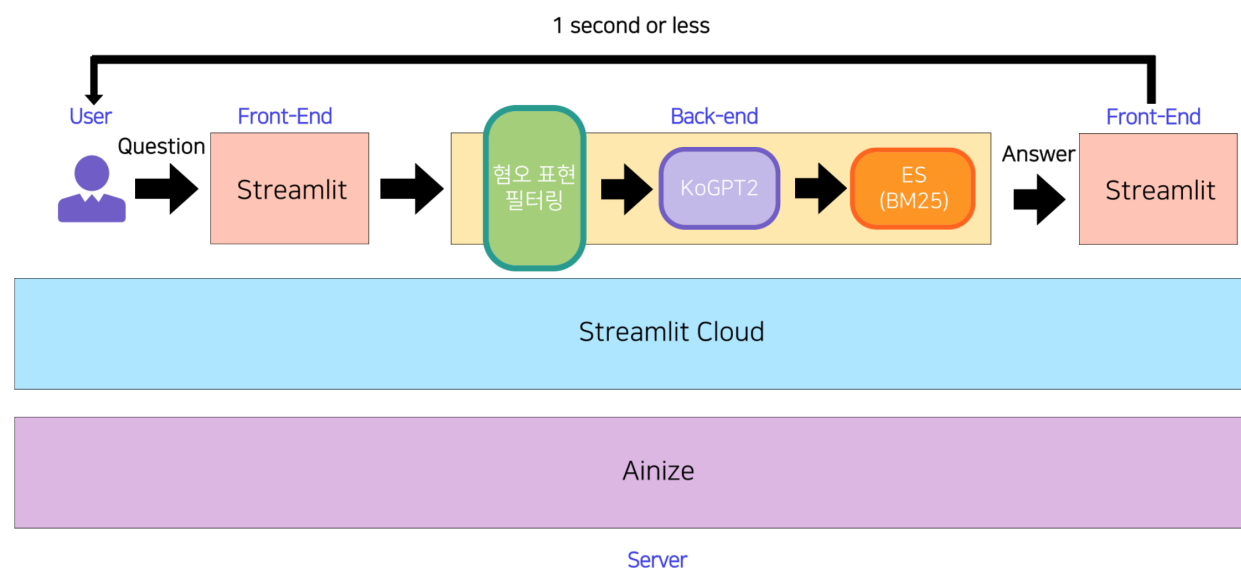 1 second or less
User
Front-End
Back-end
Front-End
Question
Answer
Streamlit
혐오 표현
필터링
KoGPT2
ES
(BM25)
Streamlit
Streamlit Cloud
Ainize
Server